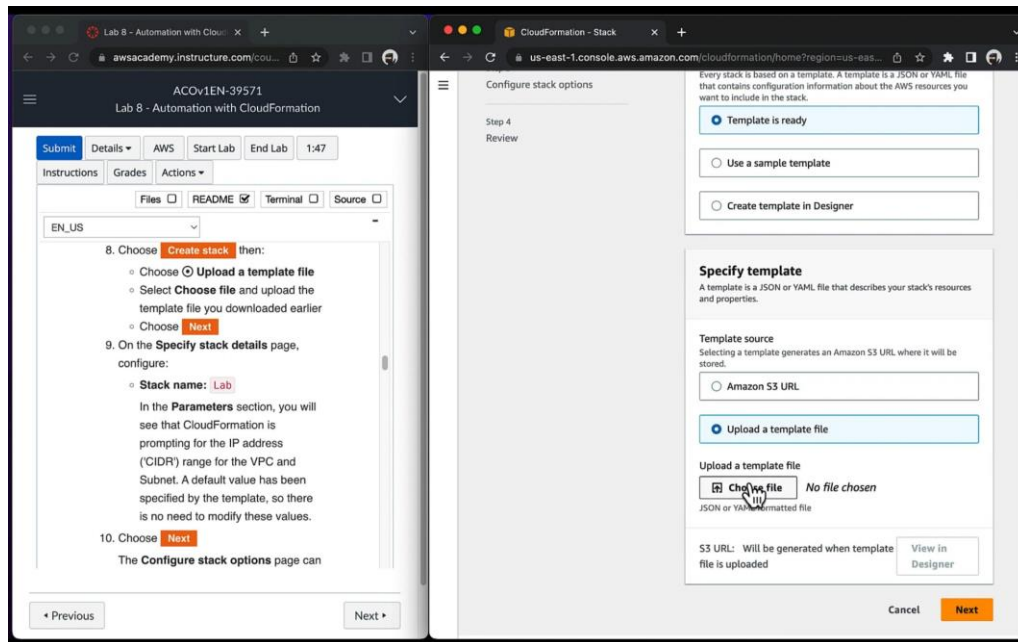 Lab 8 - Automation with Clou
awsacademy.instructure.com/cou...
ACOv1EN-39571
Lab 8 - Automation with CloudFormation
Submit Details AWS Start Lab End Lab 1:47
Instructions Grades Actions
Files README Terminal Source
EN_US
8. Choose Create stack then:
Choose Upload a template file
Select Choose file and upload the
template file you downloaded earlier
Choose Next
9. On the Specify stack details page,
configure:
Stack name: Lab
In the Parameters section, you will
see that CloudFormation is
prompting for the IP address
('CIDR') range for the VPC and
Subnet. A default value has been
specified by the template, so there
is no need to modify these values.
10. Choose Next
The Configure stack options page can
Previous Next
CloudFormation - Stack
us-east-1.console.aws.amazon.com/cloudformation/home?region=us-eas...
Configure stack options
Step 4
Review
Every stack is based on a template. A template is a JSON or YAML file
that contains configuration information about the AWS resources you
want to include in the stack.
Template is ready
Use a sample template
Create template in Designer
Specify template
A template is a JSON or YAML file that describes your stack's resources
and properties.
Template source
Selecting a template generates an Amazon S3 URL where it will be
stored.
Amazon S3 URL
Upload a template file
Upload a template file
Choose file No file chosen
JSON or YAML formatted file
S3 URL: Will be generated when template
file is uploaded
View in
Designer
Cancel Next